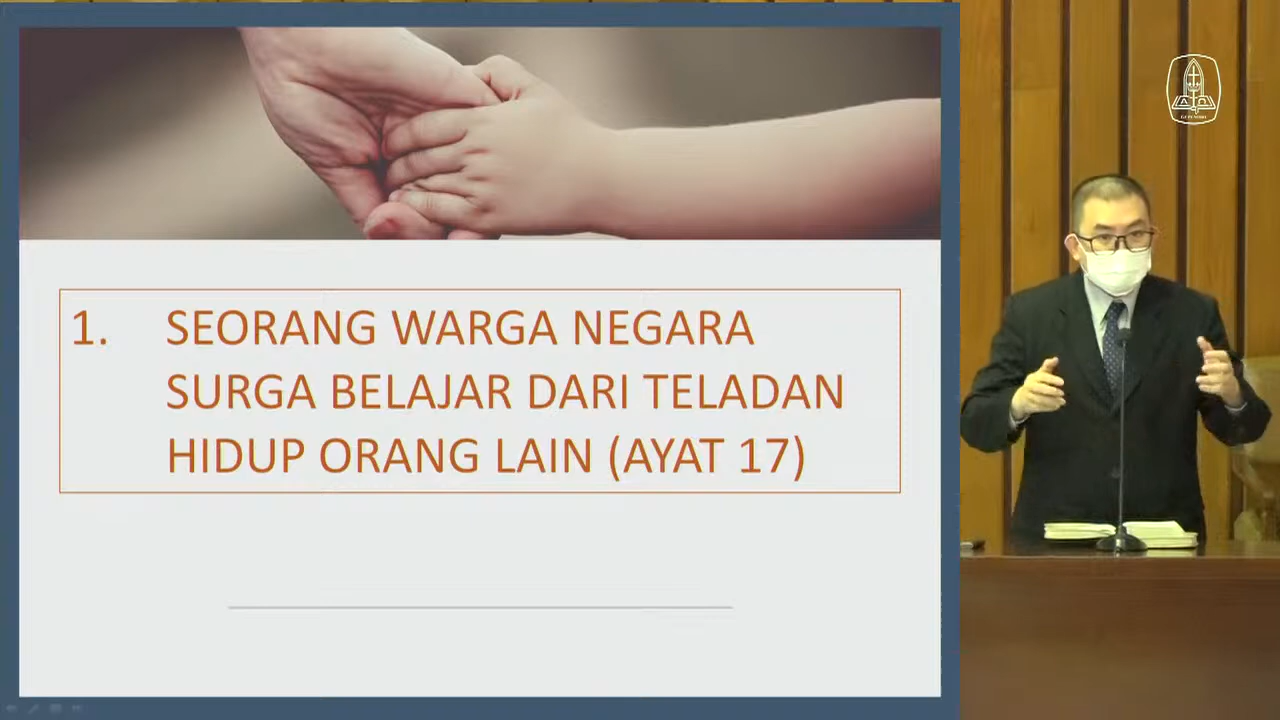 1. SEORANG WARGA NEGARA
SURGA BELAJAR DARI TELADAN
HIDUP ORANG LAIN (AYAT 17)